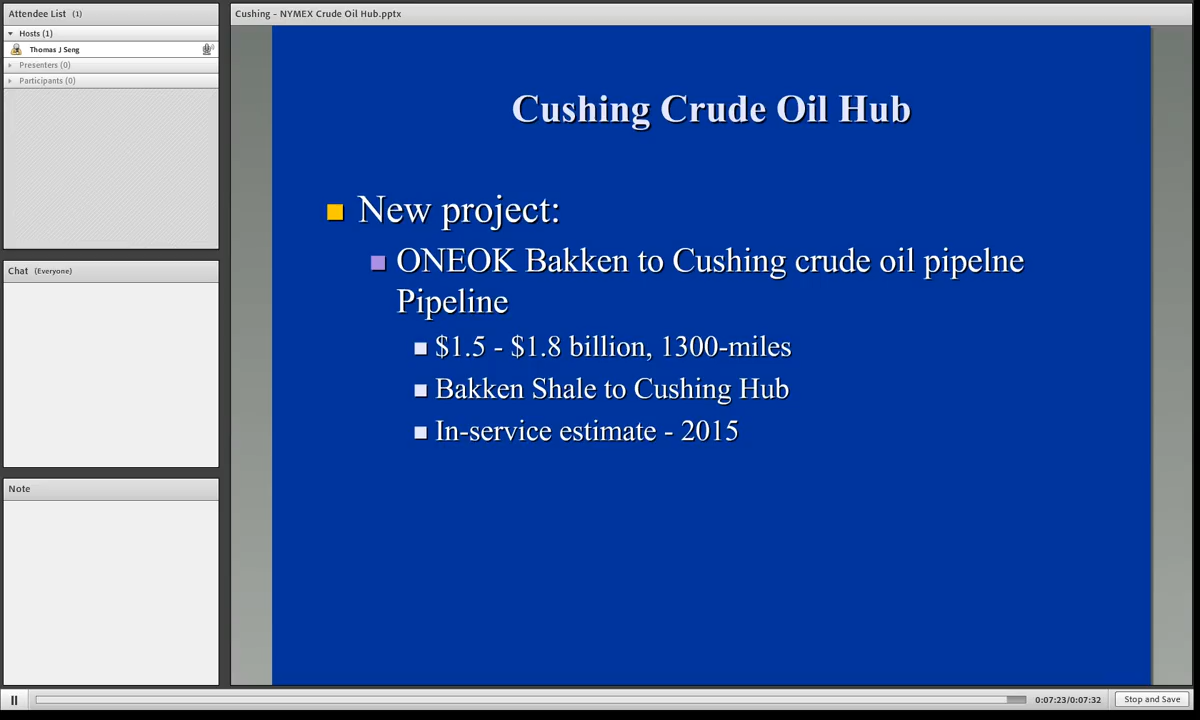 Attendee List (1)
Hosts (1)
Thomas J Seng
Presenters (0)
Participants (0)
Chat (Everyone)
Note
Cushing - NYMEX Crude Oil Hub.pptx
Cushing Crude Oil Hub
New project:
ONEOK Bakken to Cushing crude oil pipelne
Pipeline
$1.5 - $1.8 billion, 1300-miles
Bakken Shale to Cushing Hub
In-service estimate - 2015
0:07:23/0:07:32
Stop and Save